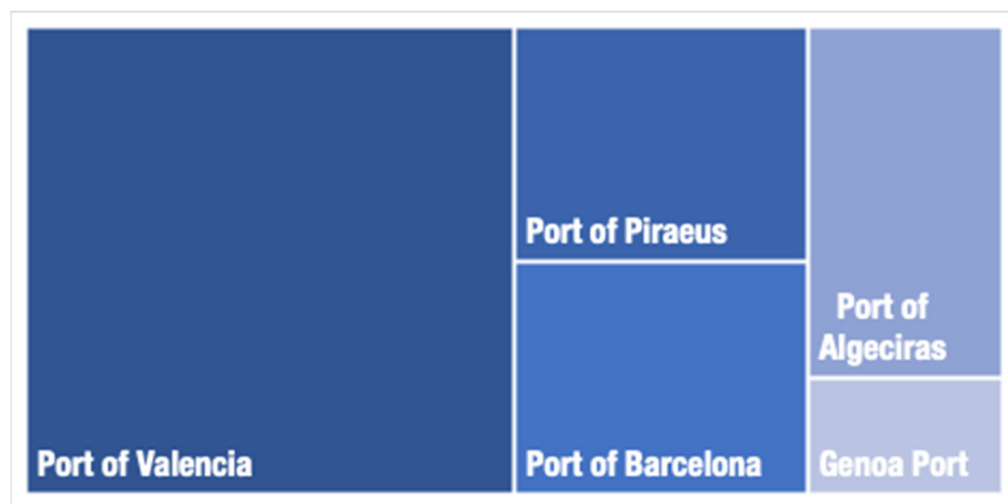 Port of Valencia
Port of Piraeus
Port of Barcelona
Port of
Algeciras
Genoa Port